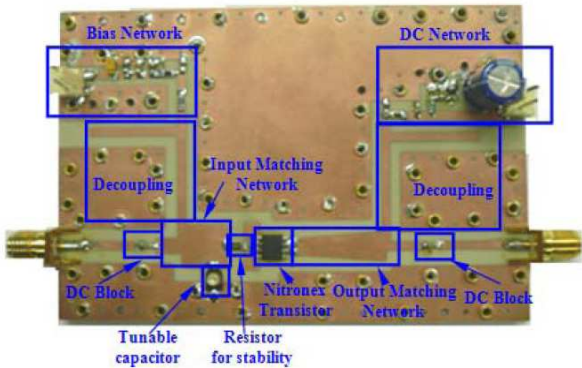 Bias Network
DC Network
Decoupling
Input Matching
Network
Decoupling
DC Block
Tunable
capacitor
Resistor
for stability
Nitronex
Transistor
Output Matching
Network
DC Block